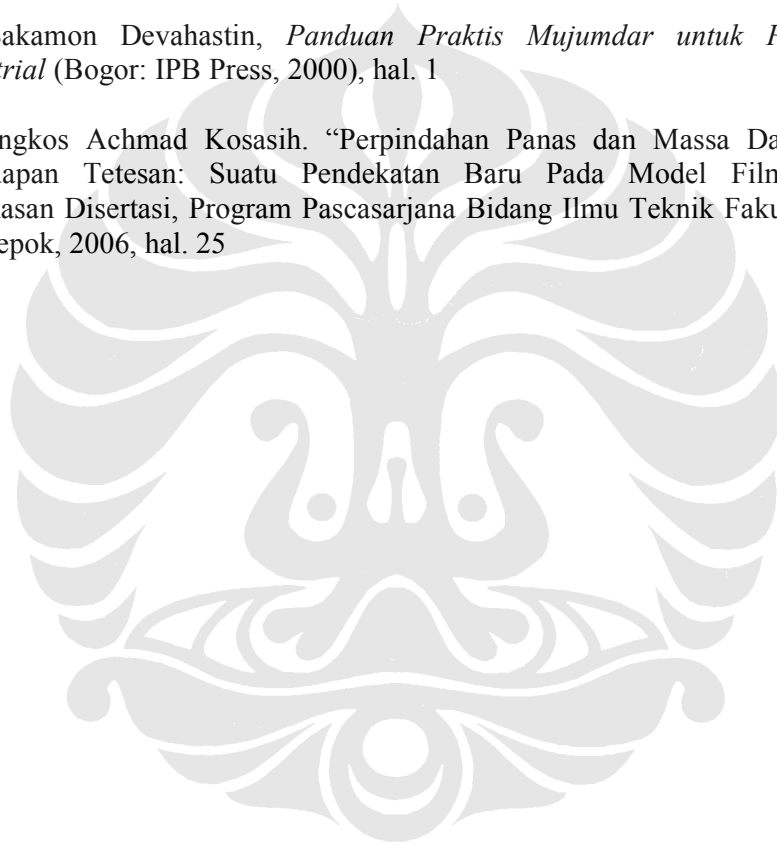 Sakamon Devahastin, Panduan Praktis Mujumdar untuk P
trial (Bogor: IPB Press, 2000), hal. 1
ngkos Achmad Kosasih. “Perpindahan Panas dan Massa Da
apan Tetesan: Suatu Pendekatan Baru Pada Model Film
asan Disertasi, Program Pascasarjana Bidang Ilmu Teknik Faku
epok, 2006, hal. 25